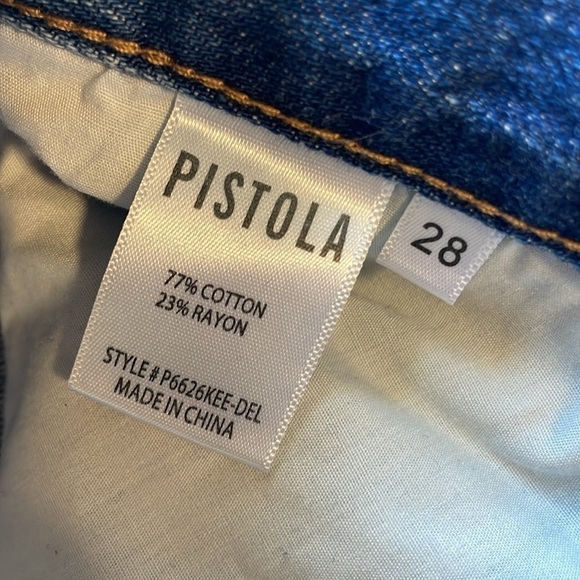 PISTOLA
28
77% COTTON
23% RAYON
STYLE # P6626KEE-DEL
MADE IN CHINA